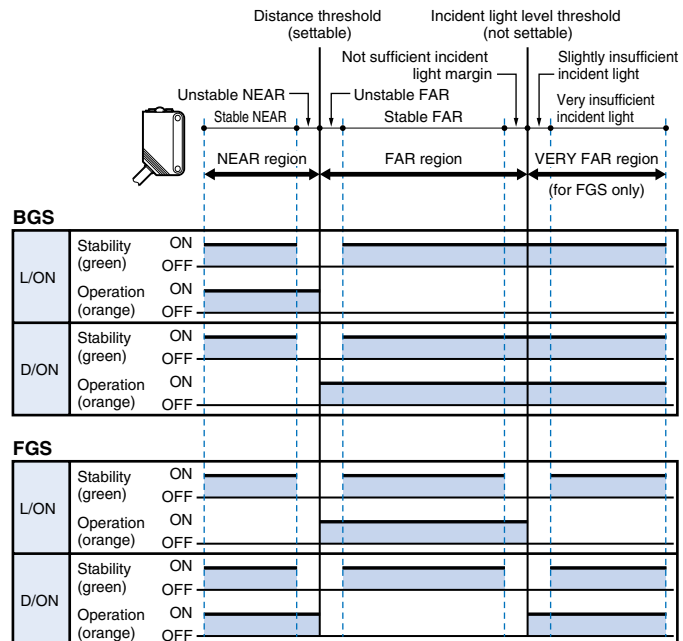 Distance threshold
(settable)
Incident light level threshold
(not settable)
Not sufficient incident
light margin
Slightly insufficient
incident light
Unstable NEAR
Unstable FAR
Very insufficient
incident light
Stable NEAR
Stable FAR
NEAR region
FAR region
VERY FAR region
(for FGS only)
BGS
L/ON
Stability
(green)
ON
OFF
Operation
(orange)
ON
OFF
D/ON
Stability
(green)
ON
OFF
Operation
(orange)
ON
OFF
FGS
L/ON
Stability
(green)
ON
OFF
Operation
(orange)
ON
OFF
D/ON
Stability
(green)
ON
OFF
Operation
(orange)
ON
OFF